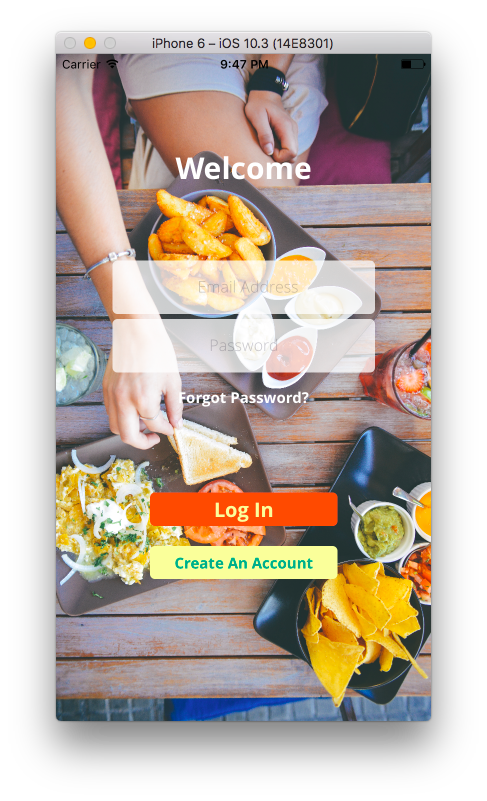 iPhone 6 – iOS 10.3 (14E8301)
Carrier 9:47 PM
Welcome
Email Address
Password
Forgot Password?
Log In
Create An Account